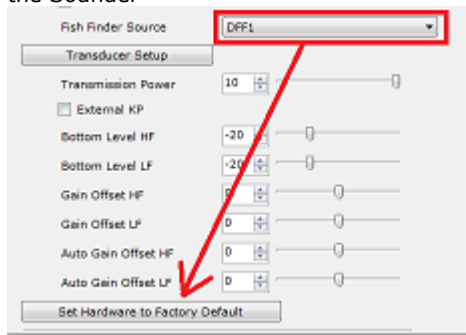 the Sounder
Fish Finder Source DFF1
Transducer Setup
Transmission Power 10
External KP
Bottom Level HF -20
Bottom Level LF -20
Gain Offset HF
Gain Offset LF 0
Auto Gain Offset HF 0
Auto Gain Offset LF 0
Set Hardware to Factory Default